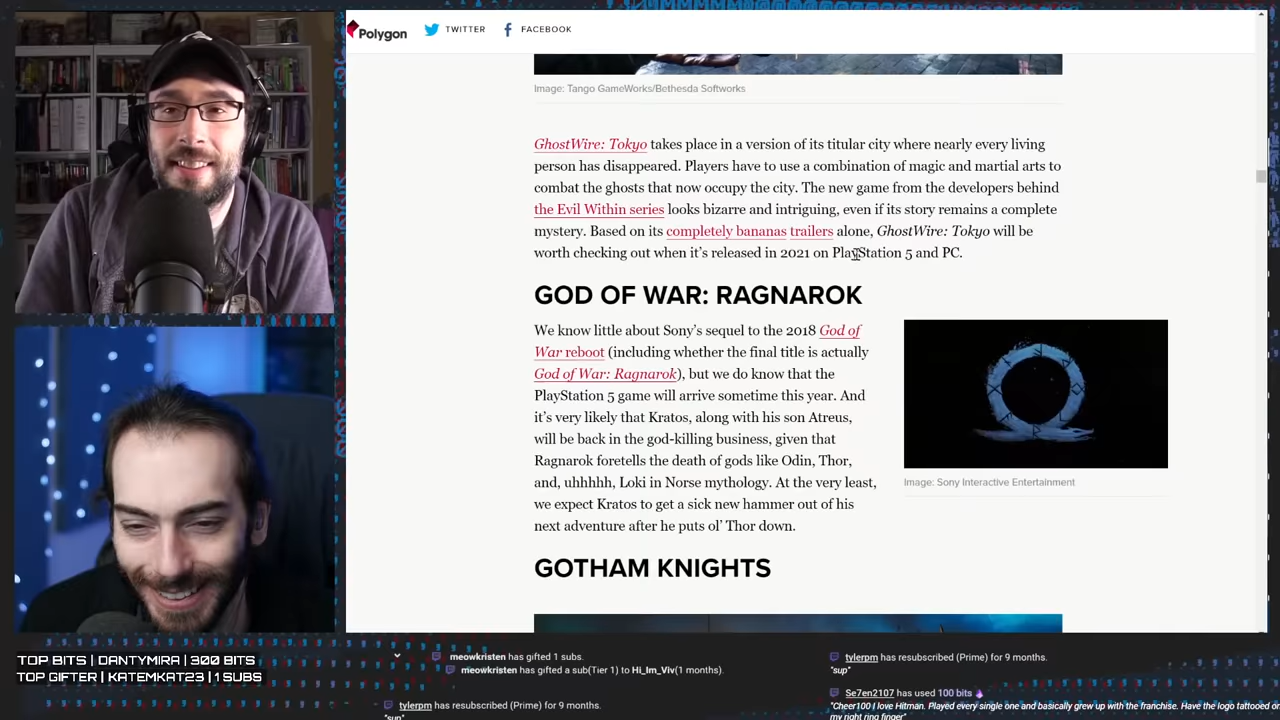 Polygon
TWITTER
FACEBOOK
Image: Tango GameWorks/Bethesda Softworks
GhostWire: Tokyo takes place in a version of its titular city where nearly every living
person has disappeared. Players have to use a combination of magic and martial arts to
combat the ghosts that now occupy the city. The new game from the developers behind
the Evil Within series looks bizarre and intriguing, even if its story remains a complete
mystery. Based on its completely bananas trailers alone, GhostWire: Tokyo will be
worth checking out when it's released in 2021 on PlayStation 5 and PC.
GOD OF WAR: RAGNAROK
We know little about Sony's sequel to the 2018 God of
War reboot (including whether the final title is actually
God of War: Ragnarok), but we do know that the
PlayStation 5 game will arrive sometime this year. And
it's very likely that Kratos, along with his son Atreus,
will be back in the god-killing business, given that
Ragnarok foretells the death of gods like Odin, Thor,
and, uhhhhh, Loki in Norse mythology. At the very least,
we expect Kratos to get a sick new hammer out of his
next adventure after he puts ol' Thor down.
Image: Sony Interactive Entertainment
GOTHAM KNIGHTS
TOP BITS | DANTYMIRA | 300 BITS
TOP GIFTER | KATEMKAT23 | 1 SUBS
meowkristen has gifted 1 subs.
meowkristen has gifted a sub(Tier 1) to Hi_Im_Viv(1 months).
tylerpm has resubscribed (Prime) for 9 months.
"sup"
tylerpm has resubscribed (Prime) for 9 months.
"sup"
Se7en2107 has used 100 bits
"Cheer100 I love Hitman. Played every single one and basically grew up with the franchise. Have the logo tattooed on
my right ring finger"